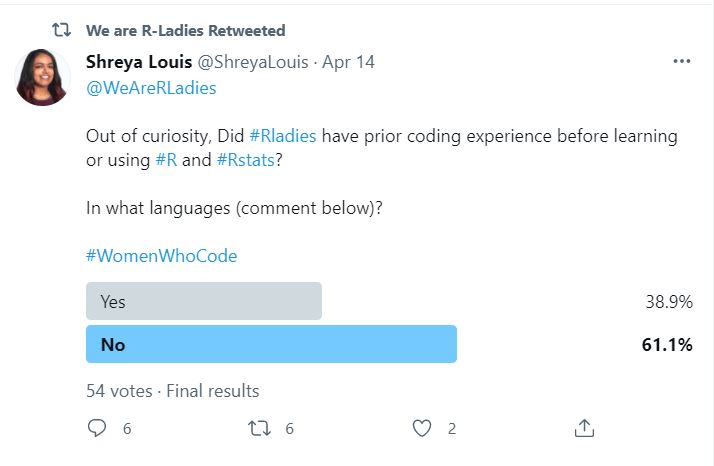 We are R-Ladies Retweeted
Shreya Louis @ShreyaLouis · Apr 14
@WeAreRLadies
Out of curiosity, Did #Rladies have prior coding experience before learning
or using #R and #Rstats?
In what languages (comment below)?
#WomenWhoCode
Yes 38.9%
No 61.1%
54 votes · Final results
6 6 2